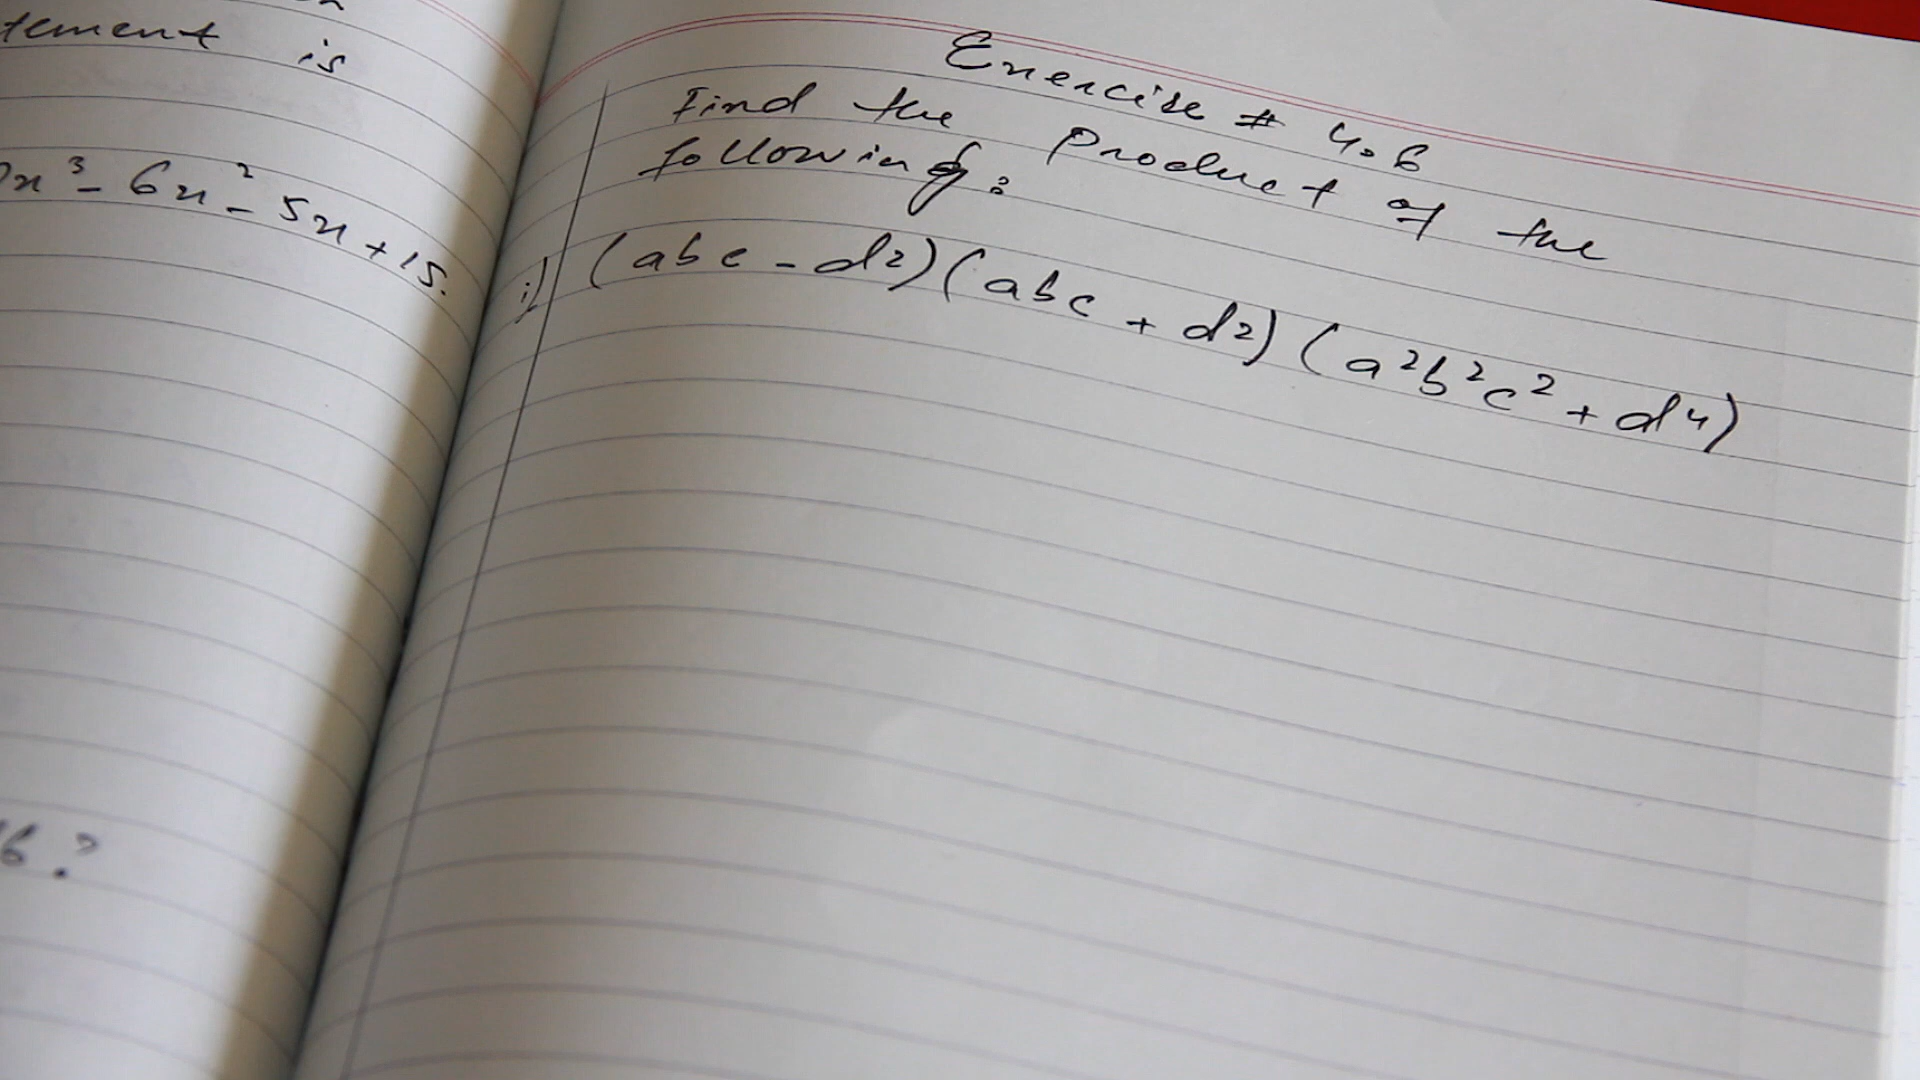 tement is
x³ - 6x² - 5x + 15.
6?
Exercise # 4.6
Find the Product of the
following:
i) (abc - d²)(abc + d²)(a²b²c² + d⁴)